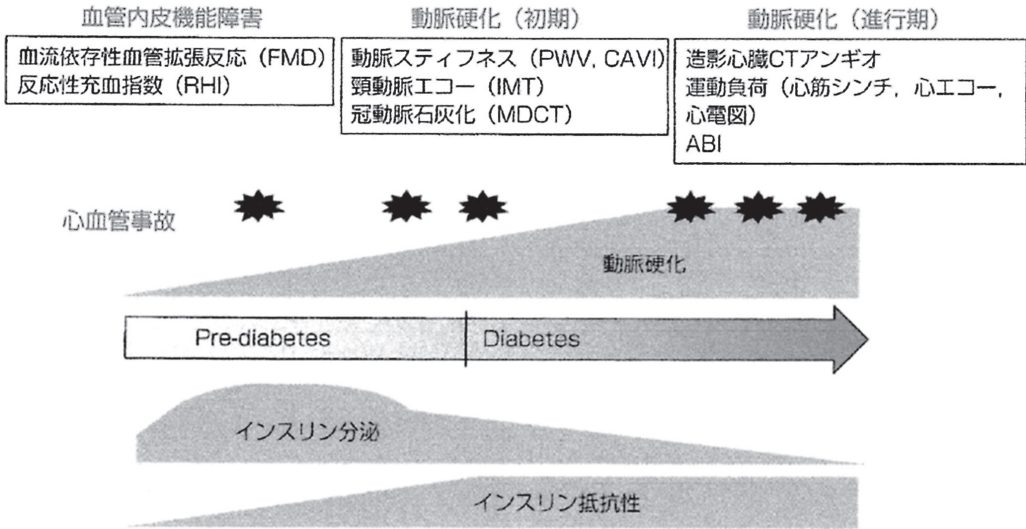 血管内皮機能障害
血流依存性血管拡張反応（FMD）
反応性充血指数（RHI）
動脈硬化（初期）
動脈スティフネス（PWV, CAVI）
頸動脈エコー（IMT）
冠動脈石灰化（MDCT）
動脈硬化（進行期）
造影心臓CTアンギオ
運動負荷（心筋シンチ，心エコー，
心電図）
ABI
心血管事故
動脈硬化
Pre-diabetes
Diabetes
インスリン分泌
インスリン抵抗性